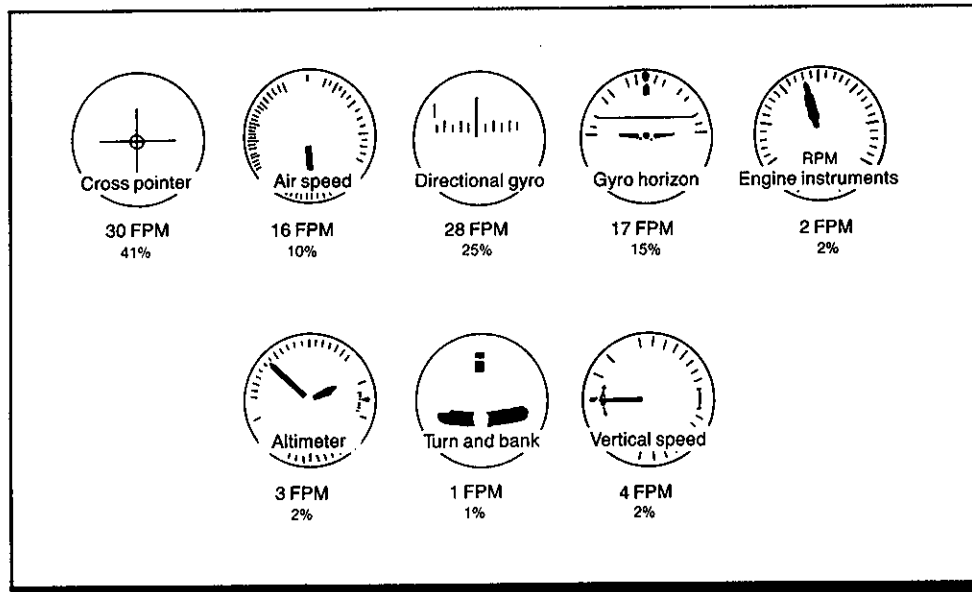 Cross pointer
30 FPM
41%
Air speed
16 FPM
10%
Directional gyro
28 FPM
25%
Gyro horizon
17 FPM
15%
RPM
Engine instruments
2 FPM
2%
Altimeter
3 FPM
2%
Turn and bank
1 FPM
1%
Vertical speed
4 FPM
2%